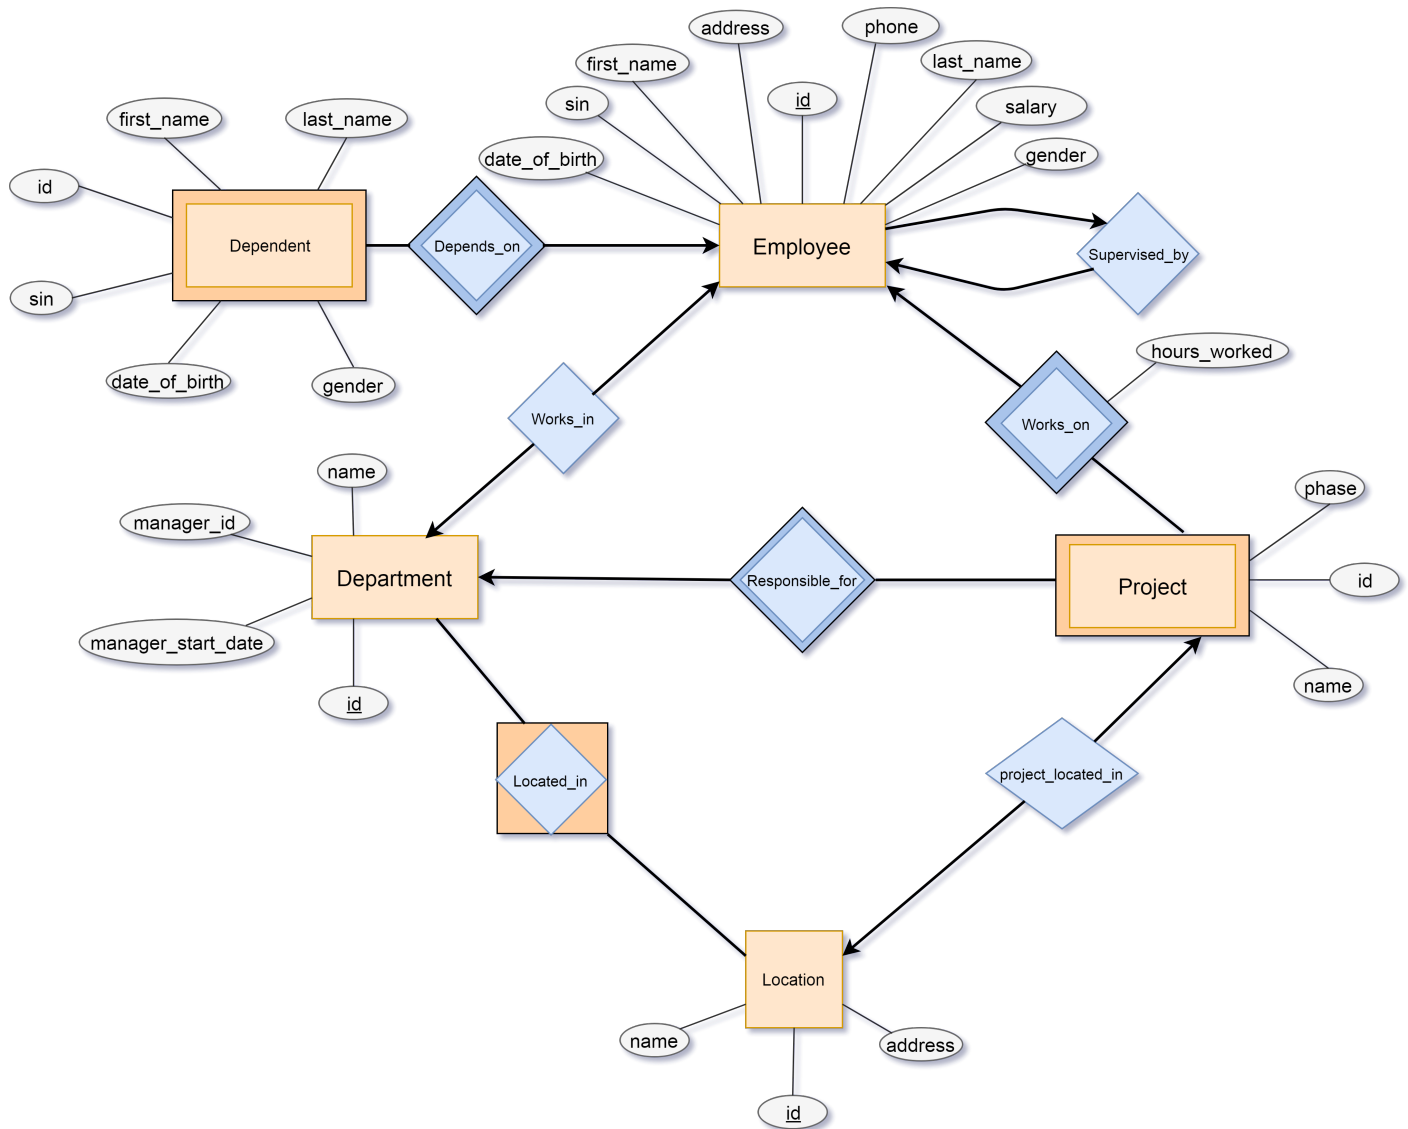 address
phone
first_name
last_name
sin
id
salary
first_name
last_name
date_of_birth
gender
id
Dependent
Depends_on
Employee
Supervised_by
sin
date_of_birth
gender
hours_worked
Works_in
Works_on
name
manager_id
phase
Department
Responsible_for
Project
id
manager_start_date
id
name
Located_in
project_located_in
Location
name
address
id